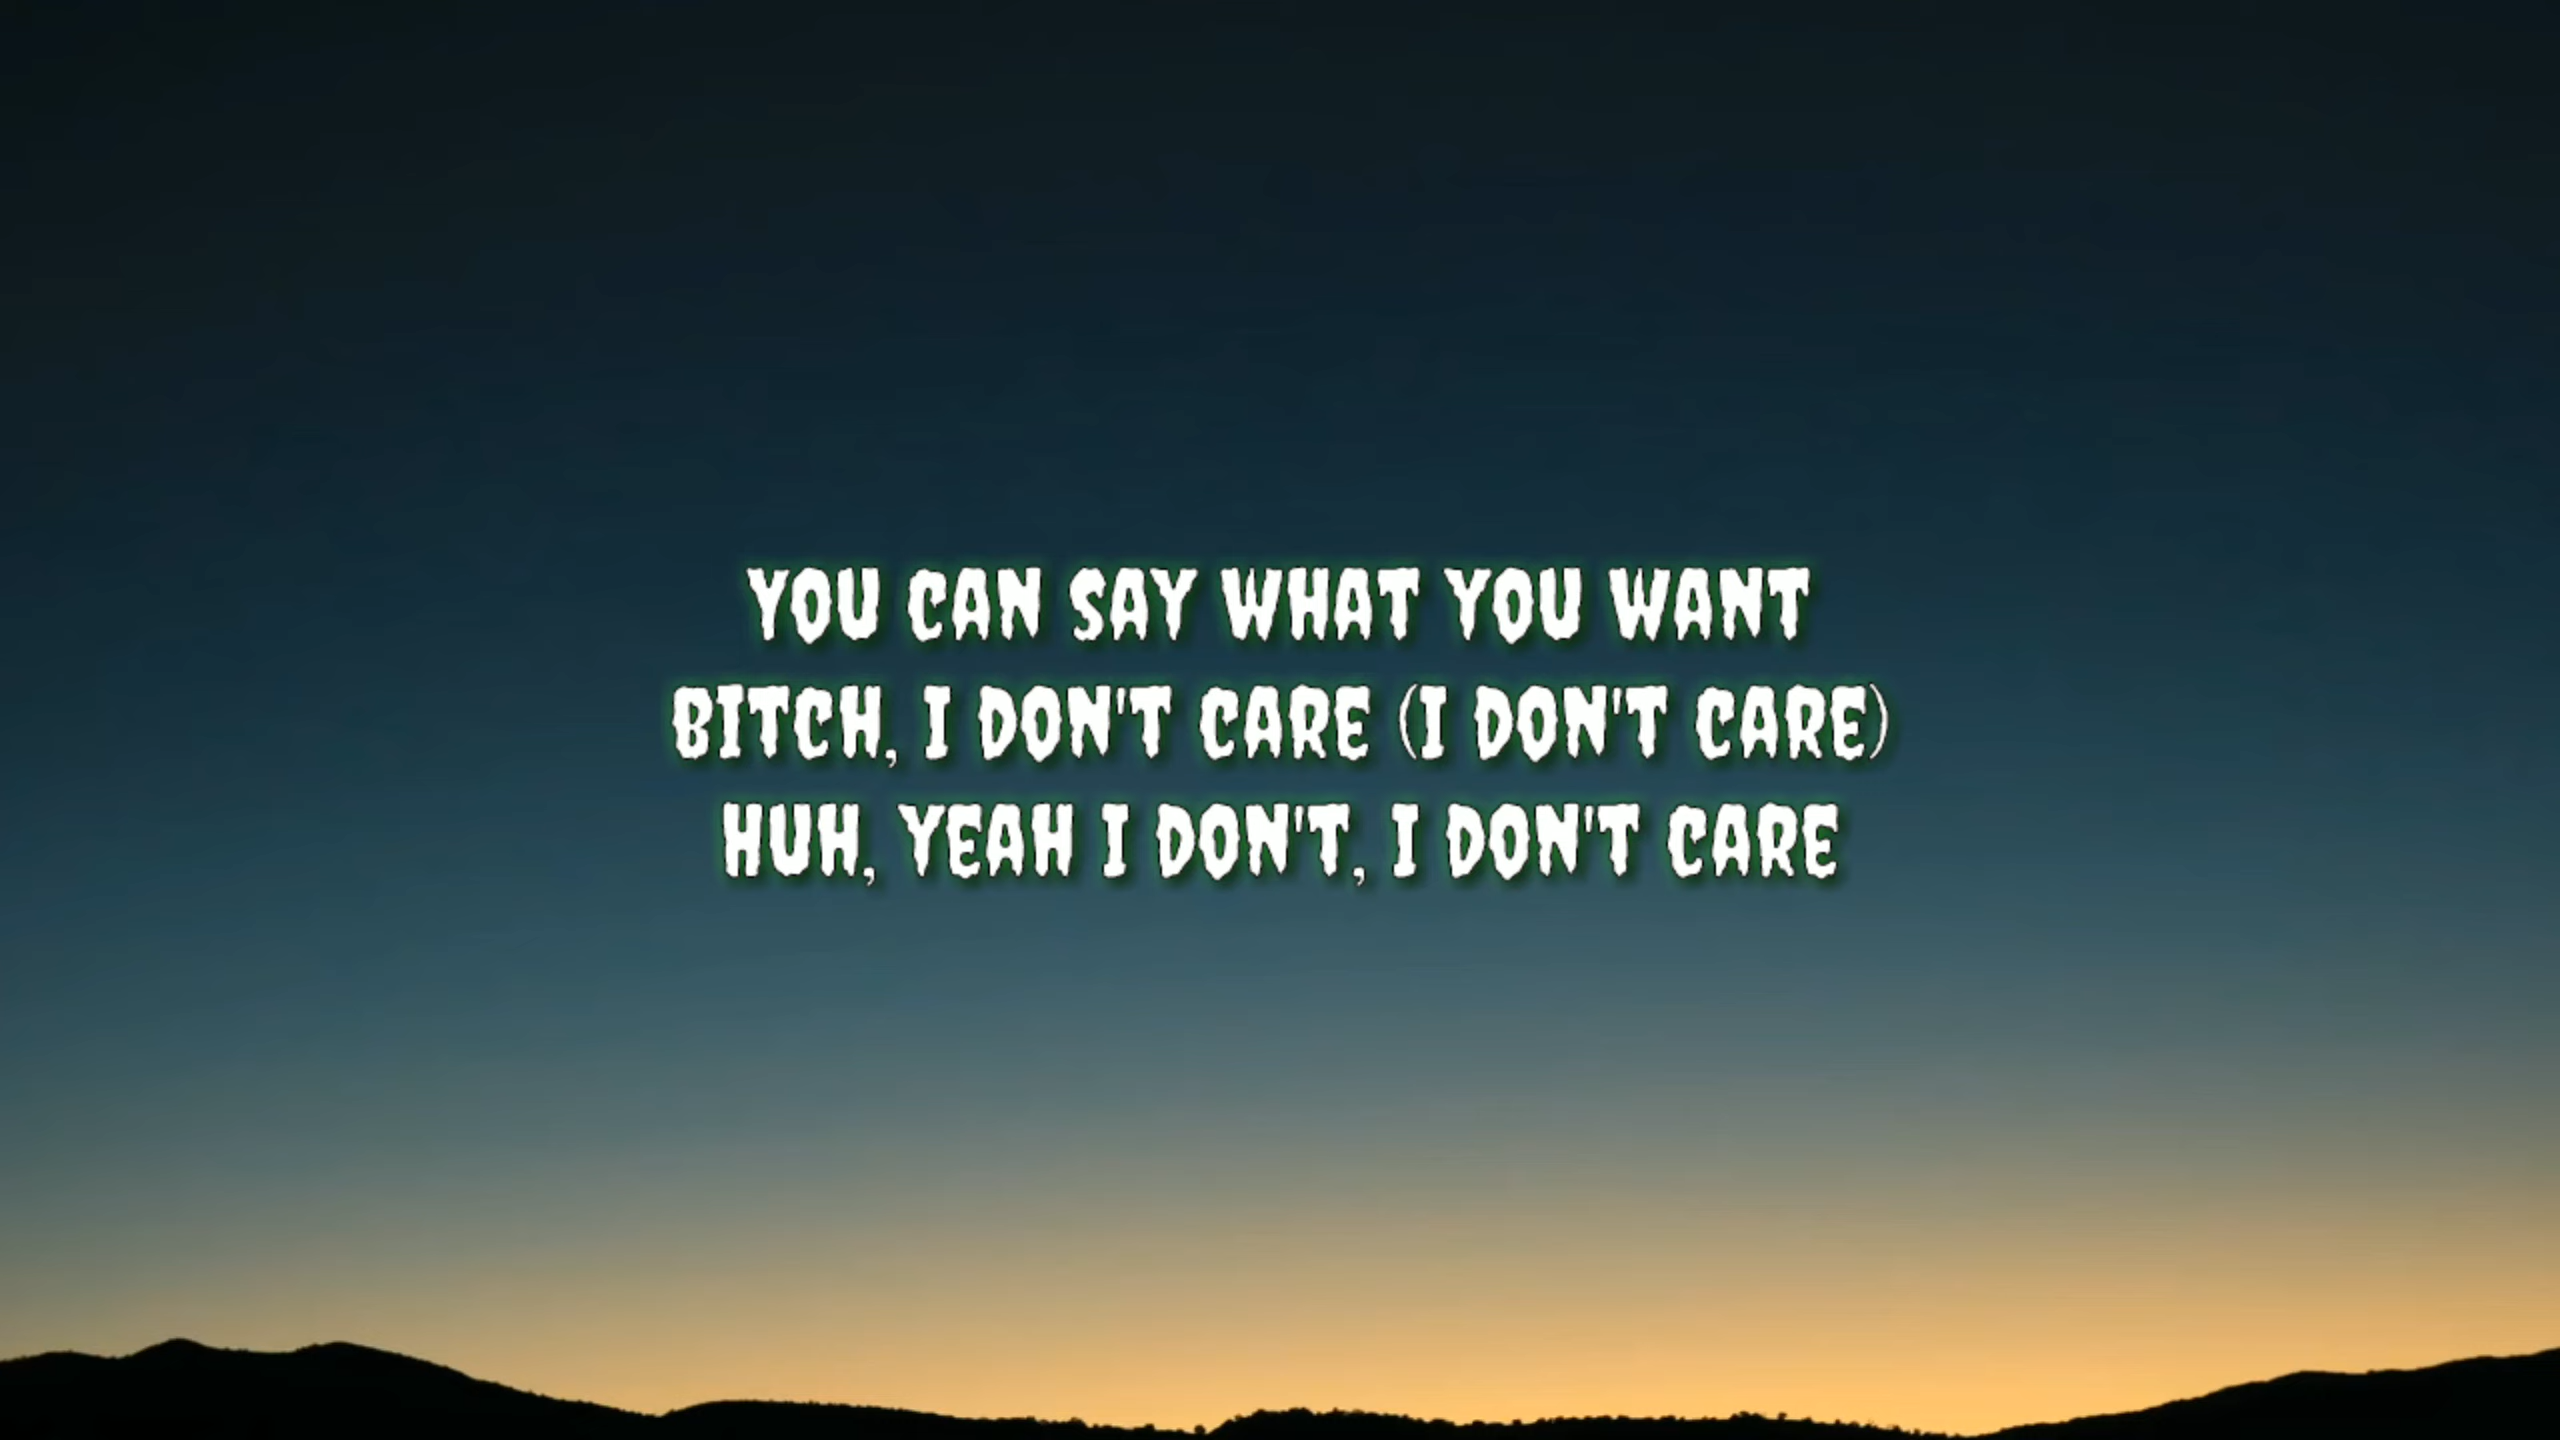 YOU CAN SAY WHAT YOU WANT
BITCH, I DON'T CARE (I DON'T CARE)
HUH, YEAH I DON'T, I DON'T CARE